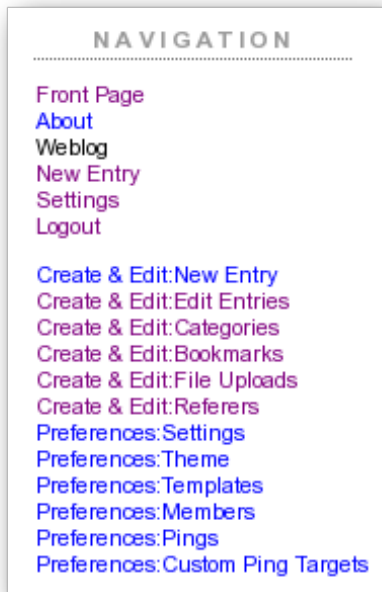 NAVIGATION
Front Page
About
Weblog
New Entry
Settings
Logout
Create & Edit:New Entry
Create & Edit:Edit Entries
Create & Edit:Categories
Create & Edit:Bookmarks
Create & Edit:File Uploads
Create & Edit:Referers
Preferences:Settings
Preferences:Theme
Preferences:Templates
Preferences:Members
Preferences:Pings
Preferences:Custom Ping Targets